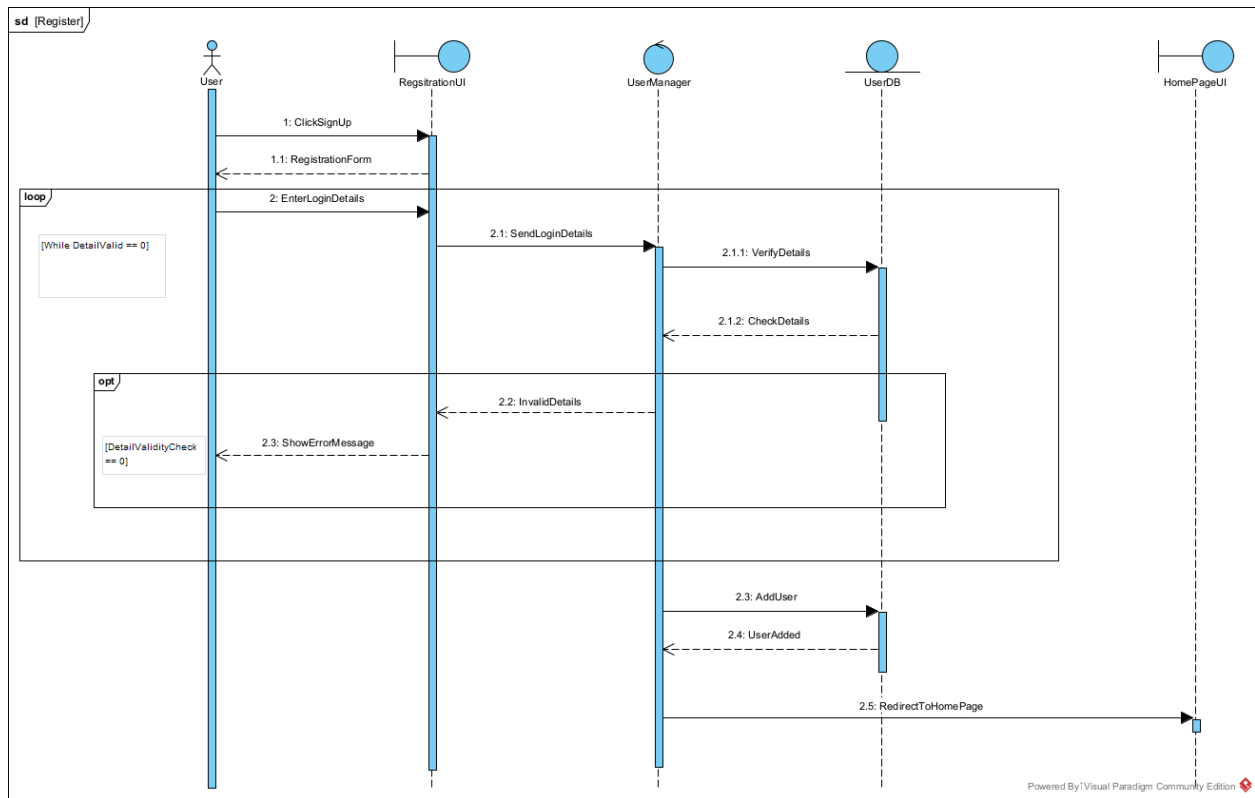 sd [Register]
User
RegsitrationUI
UserManager
UserDB
HomePageUI
1: ClickSignUp
1.1: RegistrationForm
loop
2: EnterLoginDetails
[While DetailValid == 0]
2.1: SendLoginDetails
2.1.1: VerifyDetails
2.1.2: CheckDetails
opt
2.2: InvalidDetails
[DetailValidityCheck
== 0]
2.3: ShowErrorMessage
2.3: AddUser
2.4: UserAdded
2.5: RedirectToHomePage
Powered By Visual Paradigm Community Edition